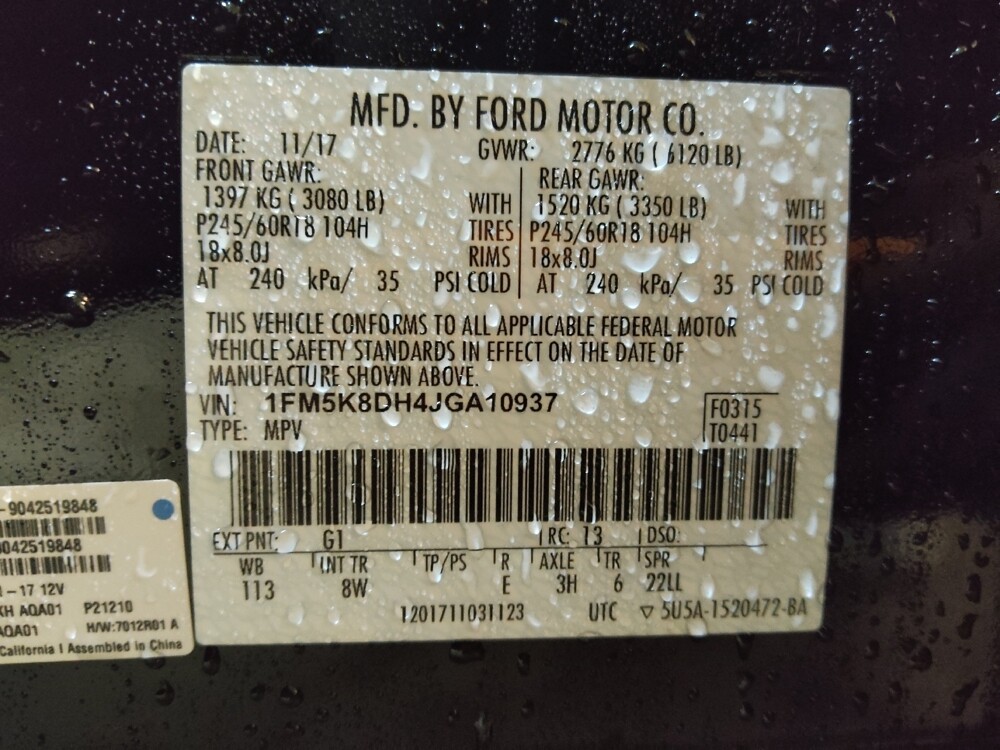 MFD. BY FORD MOTOR CO.
DATE: 11/17 GVWR: 2776 KG ( 6120 LB)
FRONT GAWR: REAR GAWR:
1397 KG ( 3080 LB) WITH 1520 KG ( 3350 LB) WITH
P245/60R18 104H TIRES P245/60R18 104H TIRES
18x8.0J RIMS 18x8.0J RIMS
AT 240 kPa/ 35 PSI COLD AT 240 kPa/ 35 PSI COLD
THIS VEHICLE CONFORMS TO ALL APPLICABLE FEDERAL MOTOR
VEHICLE SAFETY STANDARDS IN EFFECT ON THE DATE OF
MANUFACTURE SHOWN ABOVE.
VIN: 1FM5K8DH4JGA10937
TYPE: MPV
F0315
T0441
EXT PNT: G1 RC: 13 DSO:
WB INT TR TP/PS R AXLE TR SPR
113 8W E 3H 6 22LL
1201711031123 UTC ▽ 5U5A-1520472-BA
-9042519848
9042519848
-17 12V
KH AQA01 P21210
AQA01 H/W:7012R01 A
California I Assembled in China